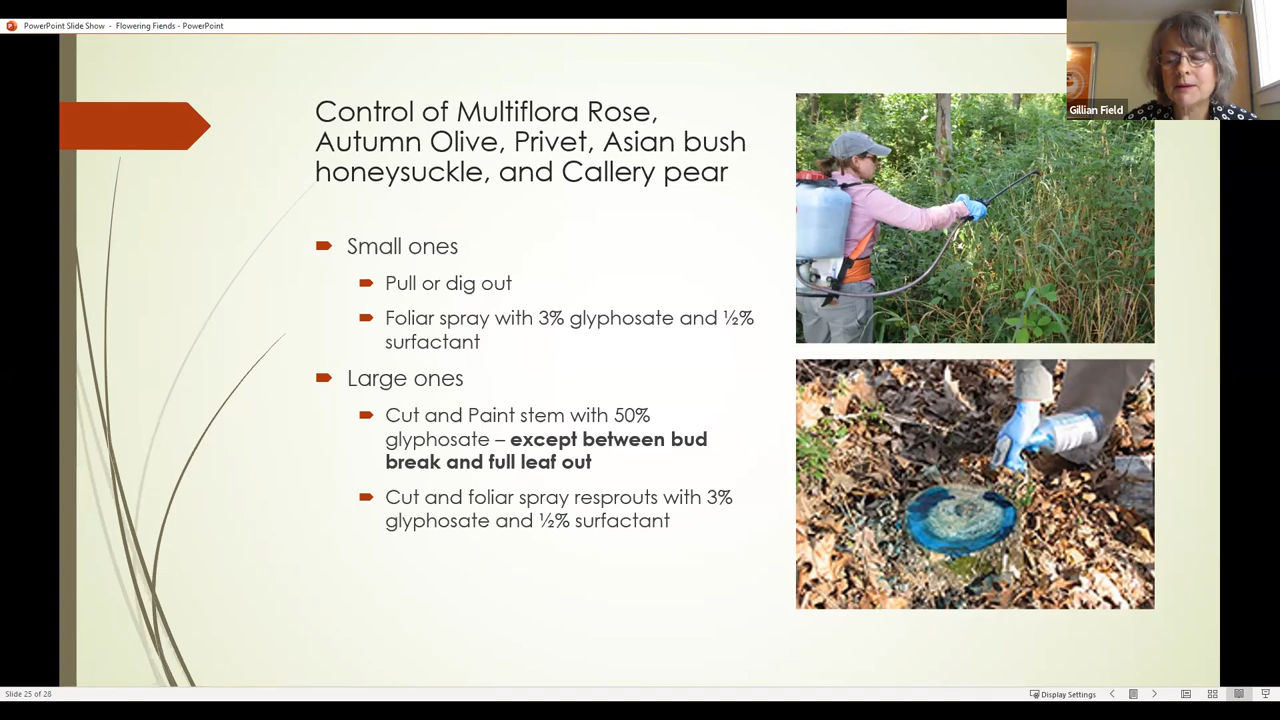 PowerPoint Slide Show - Flowering Fiends - PowerPoint
Gillian Field
Control of Multiflora Rose,
Autumn Olive, Privet, Asian bush
honeysuckle, and Callery pear
Small ones
Pull or dig out
Foliar spray with 3% glyphosate and ½%
surfactant
Large ones
Cut and Paint stem with 50%
glyphosate – except between bud
break and full leaf out
Cut and foliar spray resprouts with 3%
glyphosate and ½% surfactant
Slide 25 of 28
Display Settings